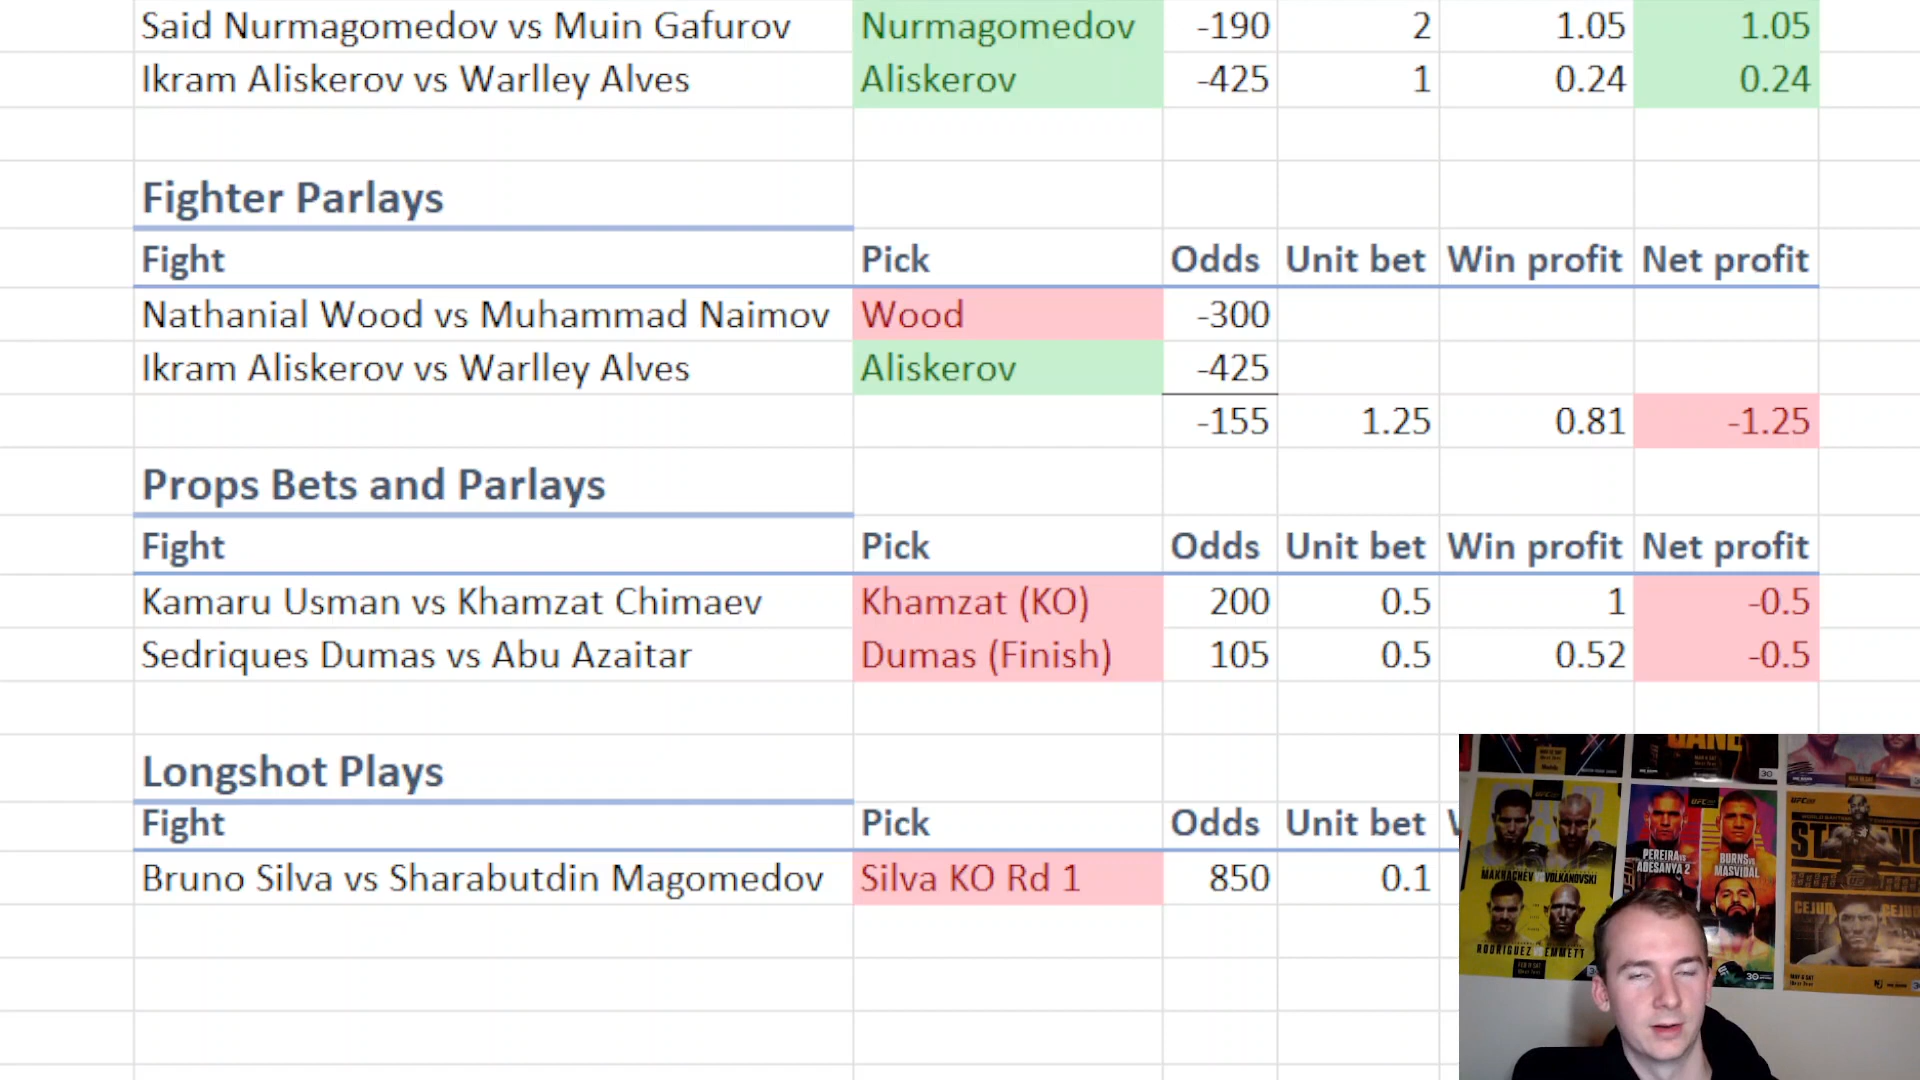 Said Nurmagomedov vs Muin Gafurov Nurmagomedov -190 2 1.05 1.05
Ikram Aliskerov vs Warlley Alves Aliskerov -425 1 0.24 0.24
Fighter Parlays
Fight Pick Odds Unit bet Win profit Net profit
Nathanial Wood vs Muhammad Naimov Wood -300
Ikram Aliskerov vs Warlley Alves Aliskerov -425
-155 1.25 0.81 -1.25
Props Bets and Parlays
Fight Pick Odds Unit bet Win profit Net profit
Kamaru Usman vs Khamzat Chimaev Khamzat (KO) 200 0.5 1 -0.5
Sedriques Dumas vs Abu Azaitar Dumas (Finish) 105 0.5 0.52 -0.5
Longshot Plays
Fight Pick Odds Unit bet
Bruno Silva vs Sharabutdin Magomedov Silva KO Rd 1 850 0.1
MAKHACHEV VOLKANOVSKI
RODRIGUEZ EMMETT
PEREIRA VS ADESANYA 2
BURNS VS MASVIDAL
CEJUDO